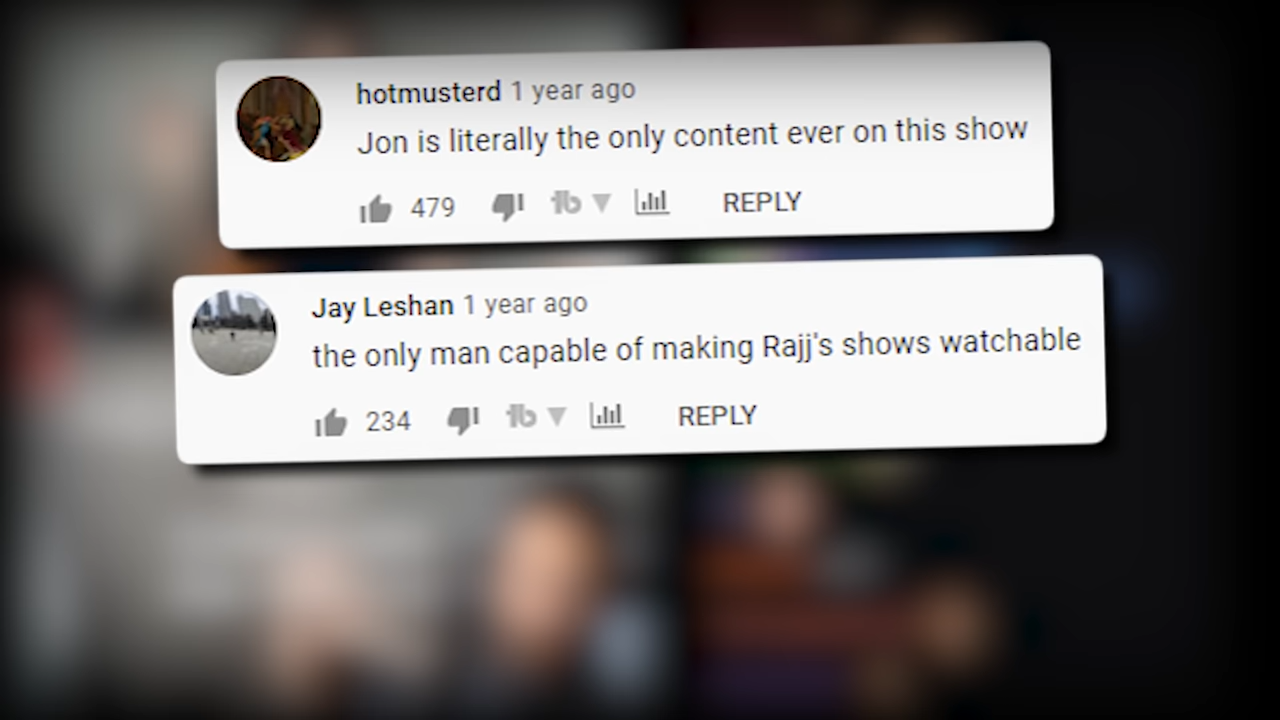 hotmusterd 1 year ago
Jon is literally the only content ever on this show
479 REPLY
Jay Leshan 1 year ago
the only man capable of making Rajj's shows watchable
234 REPLY